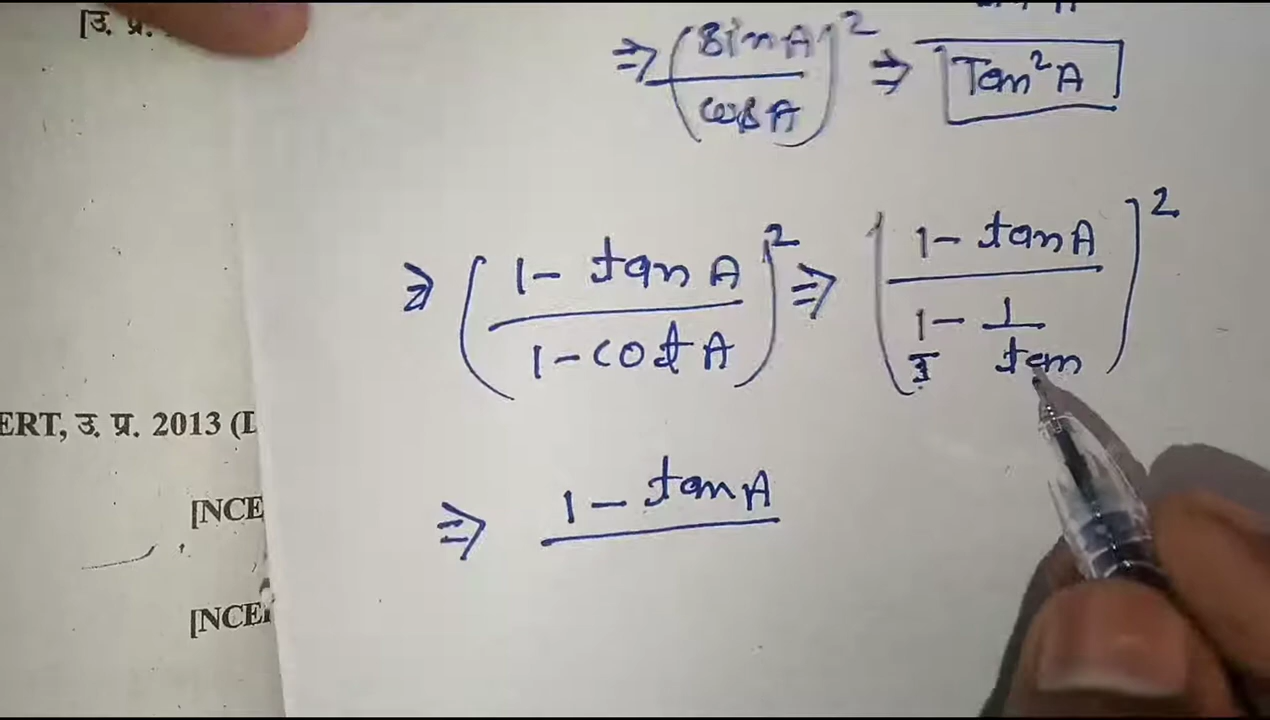 [उ. प्र.
⇒ (SinA/cosA)² ⇒ Tan²A
⇒ (1 - tanA / 1 - cotA)² ⇒ (1 - tanA / 1/1 - 1/tan)²
ERT, उ. प्र. 2013 (D
[NCE
⇒ 1 - tanA
[NCE